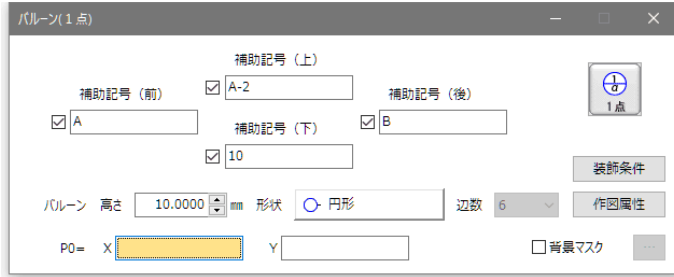 バルーン(1点)
補助記号（上）
A-2
補助記号（前）
A
補助記号（後）
B
補助記号（下）
10
1
a
1点
装飾条件
バルーン 高さ 10.0000 mm 形状 円形 辺数 6 作図属性
P0= X Y 背景マスク ...